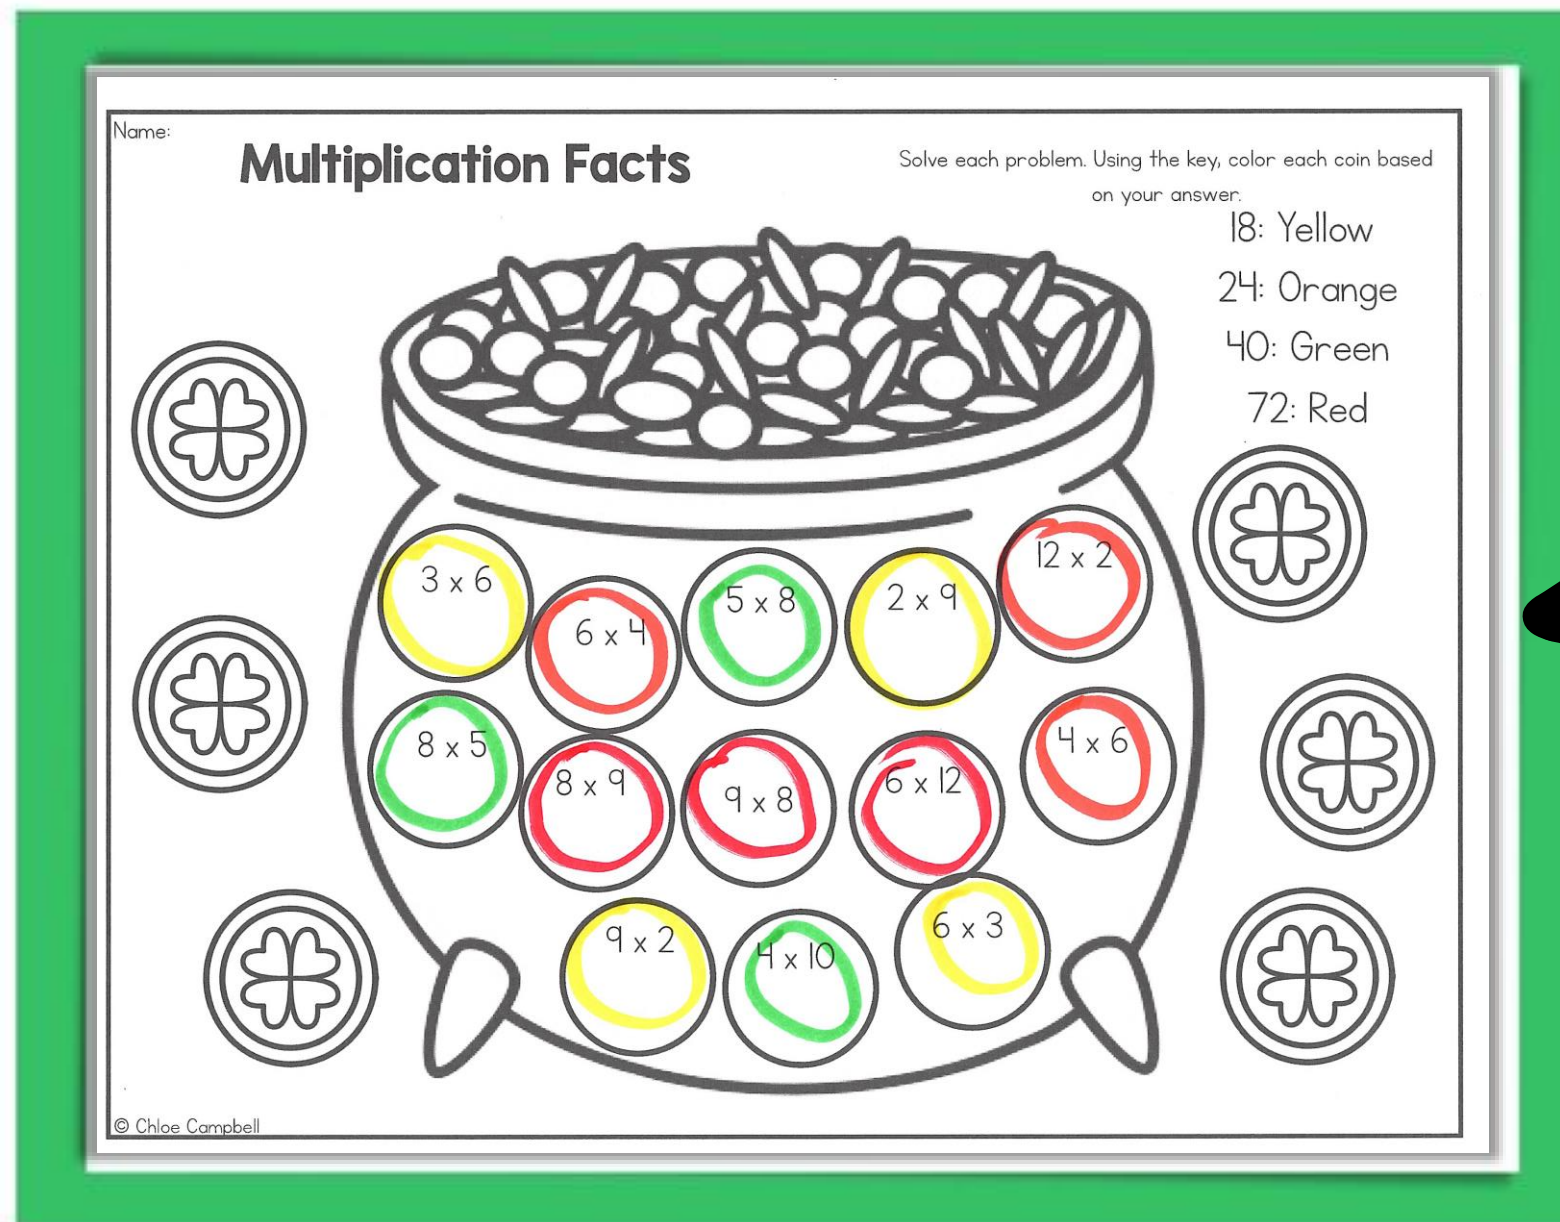 Name:
Multiplication Facts
Solve each problem. Using the key, color each coin based
on your answer.
18: Yellow
24: Orange
40: Green
72: Red
3 x 6
6 x 4
5 x 8
2 x 9
12 x 2
8 x 5
8 x 9
9 x 8
6 x 12
4 x 6
9 x 2
4 x 10
6 x 3
© Chloe Campbell